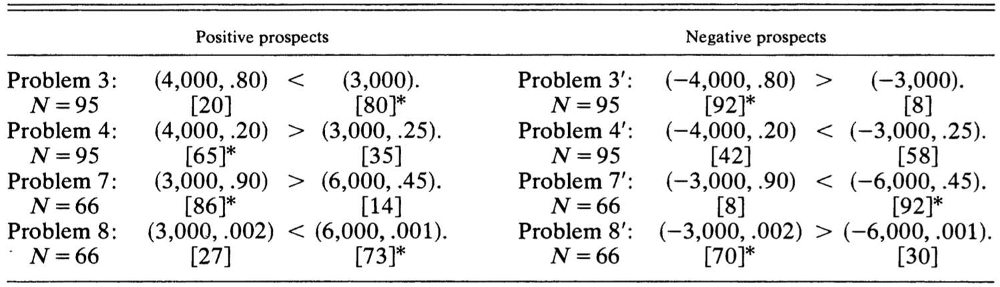 Positive prospects Negative prospects
Problem 3: (4,000, .80) < (3,000). Problem 3′: (−4,000, .80) > (−3,000).
N = 95 [20] [80]* N = 95 [92]* [8]
Problem 4: (4,000, .20) > (3,000, .25). Problem 4′: (−4,000, .20) < (−3,000, .25).
N = 95 [65]* [35] N = 95 [42] [58]
Problem 7: (3,000, .90) > (6,000, .45). Problem 7′: (−3,000, .90) < (−6,000, .45).
N = 66 [86]* [14] N = 66 [8] [92]*
Problem 8: (3,000, .002) < (6,000, .001). Problem 8′: (−3,000, .002) > (−6,000, .001).
N = 66 [27] [73]* N = 66 [70]* [30]